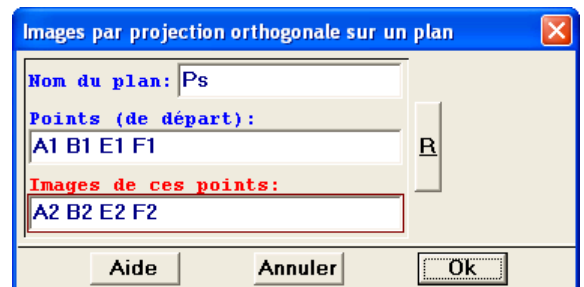 Images par projection orthogonale sur un plan
Nom du plan: Ps
Points (de départ):
A1 B1 E1 F1
R
Images de ces points:
A2 B2 E2 F2
Aide Annuler Ok